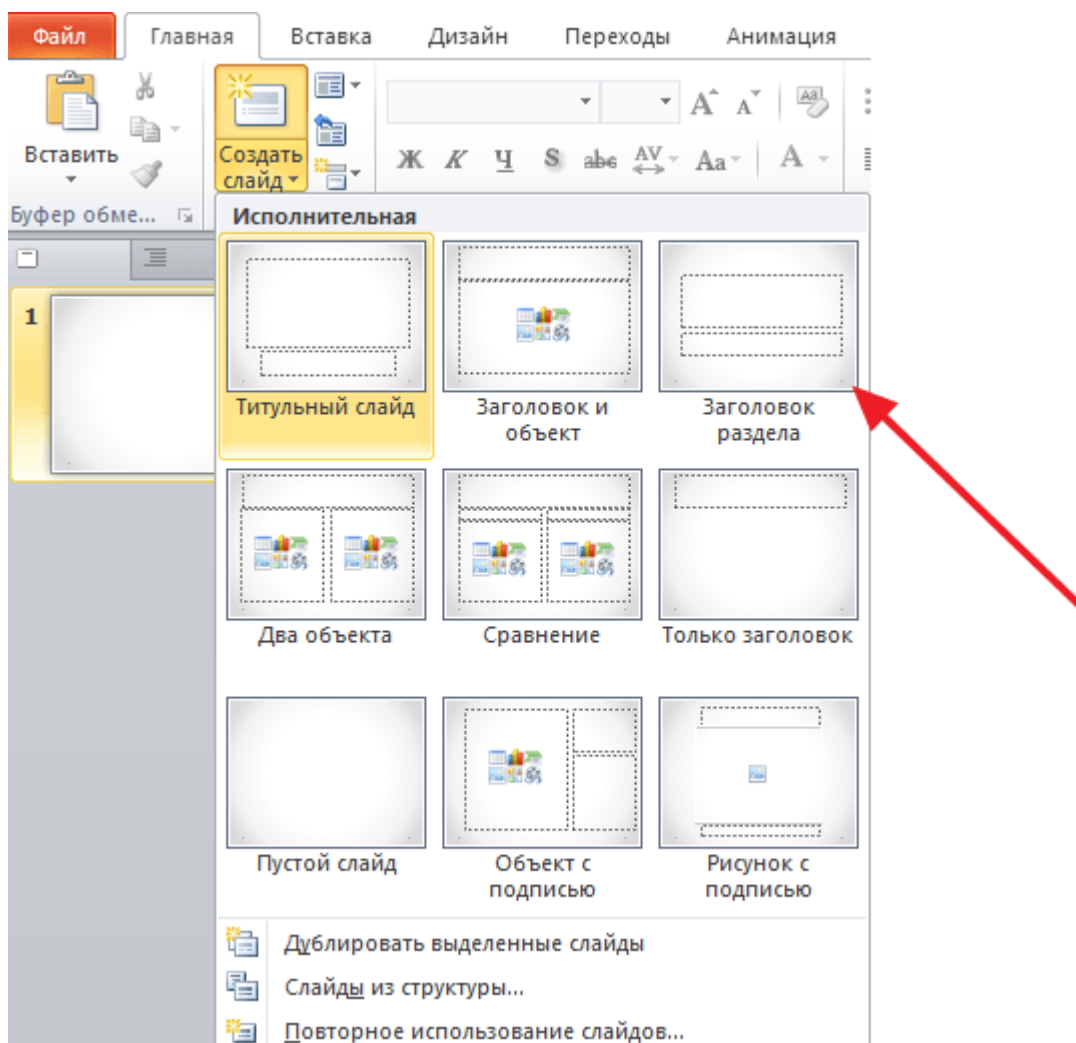 Файл Главная Вставка Дизайн Переходы Анимация
Вставить
Создать
слайд
Ж К Ч S abe AV Aa A
Буфер обме...
Исполнительная
1
Титульный слайд
Заголовок и
объект
Заголовок
раздела
Два объекта
Сравнение
Только заголовок
Пустой слайд
Объект с
подписью
Рисунок с
подписью
Дублировать выделенные слайды
Слайды из структуры...
Повторное использование слайдов...